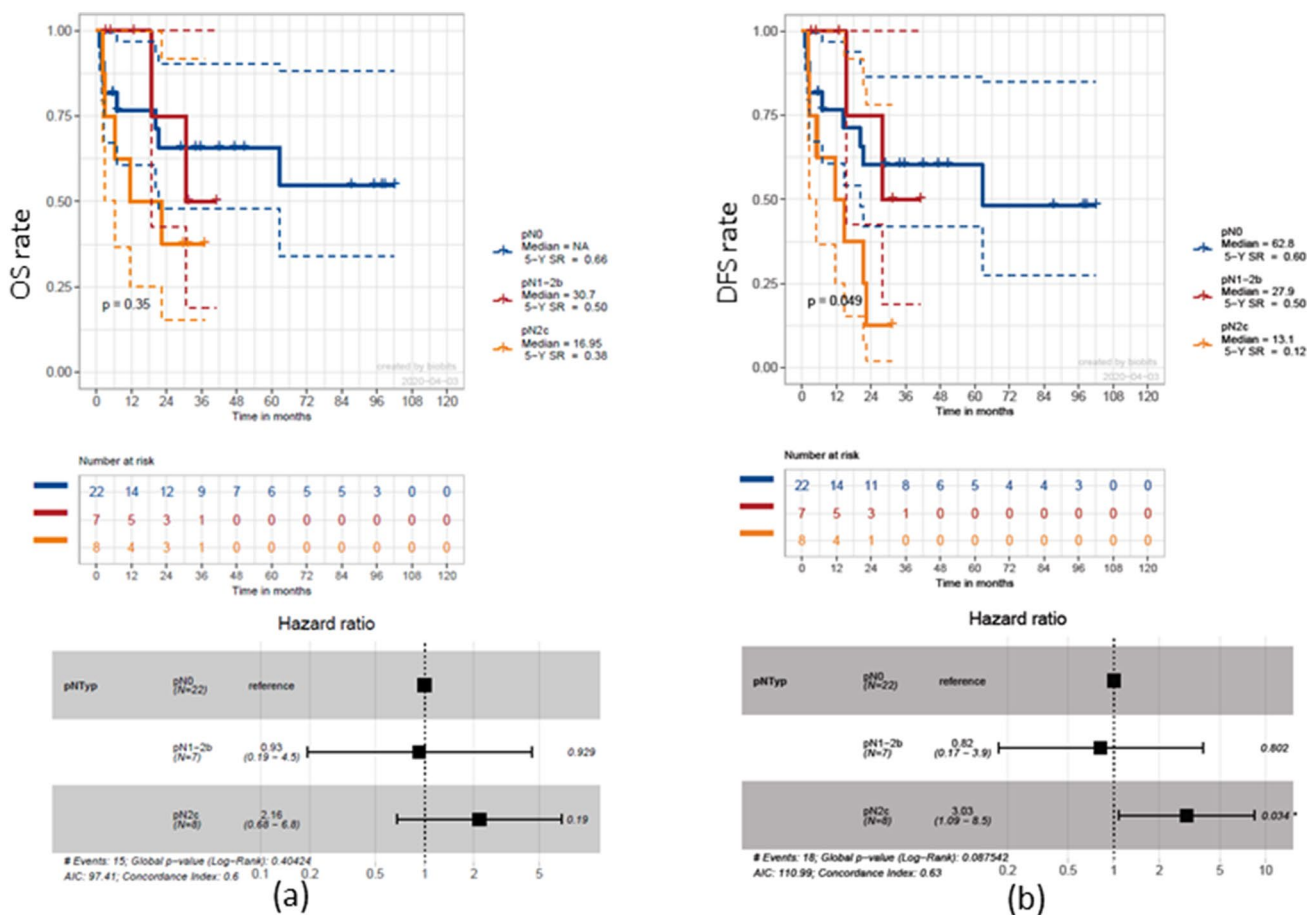 1.00
0.75
0.50
0.25
0.00
OS rate
p = 0.35
created by biobits
2020-04-03
0 12 24 36 48 60 72 84 96 108 120
Time in months
pN0
Median = NA
5-Y SR = 0.66
pN1-2b
Median = 30.7
5-Y SR = 0.50
pN2c
Median = 16.95
5-Y SR = 0.38
Number at risk
22 14 12 9 7 6 5 5 3 0 0
7 5 3 1 0 0 0 0 0 0 0
8 4 3 1 0 0 0 0 0 0 0
0 12 24 36 48 60 72 84 96 108 120
Time in months
Hazard ratio
pNTyp
pN0
(N=22)
reference
pN1-2b
(N=7)
0.93
(0.19 - 4.5)
0.929
pN2c
(N=8)
2.16
(0.68 - 6.8)
0.19
# Events: 15; Global p-value (Log-Rank): 0.40424
AIC: 97.41; Concordance Index: 0.6
0.1 0.2 0.5 1 2 5
(a)
1.00
0.75
0.50
0.25
0.00
DFS rate
p = 0.049
created by biobits
2020-04-03
0 12 24 36 48 60 72 84 96 108 120
Time in months
pN0
Median = 62.8
5-Y SR = 0.60
pN1-2b
Median = 27.9
5-Y SR = 0.50
pN2c
Median = 13.1
5-Y SR = 0.12
Number at risk
22 14 11 8 6 5 4 4 3 0 0
7 5 3 1 0 0 0 0 0 0 0
8 4 1 0 0 0 0 0 0 0 0
0 12 24 36 48 60 72 84 96 108 120
Time in months
Hazard ratio
pNTyp
pN0
(N=22)
reference
pN1-2b
(N=7)
0.82
(0.17 - 3.9)
0.802
pN2c
(N=8)
3.03
(1.09 - 8.5)
0.034 *
# Events: 18; Global p-value (Log-Rank): 0.087542
AIC: 110.99; Concordance Index: 0.63
0.2 0.5 1 2 5 10
(b)